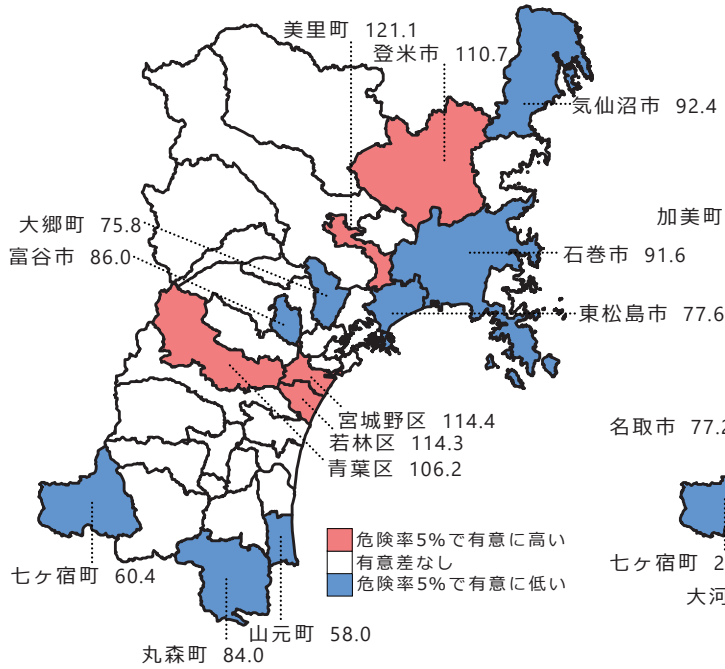 美里町 121.1
登米市 110.7
気仙沼市 92.4
大郷町 75.8
加美町
富谷市 86.0
石巻市 91.6
東松島市 77.6
宮城野区 114.4
名取市 77.2
若林区 114.3
青葉区 106.2
危険率5%で有意に高い
有意差なし
危険率5%で有意に低い
七ヶ宿町 60.4
七ヶ宿町 2
大河
山元町 58.0
丸森町 84.0